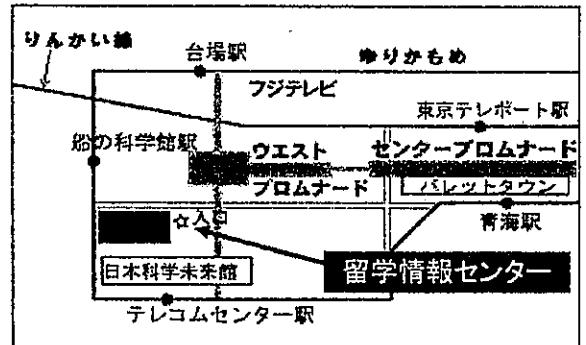 りんかい線
台場駅
ゆりかもめ
フジテレビ
東京テレポート駅
船の科学館駅
ウエスト
プロムナード
センタープロムナード
パレットタウン
青海駅
☆入口
日本科学未来館
留学情報センター
テレコムセンター駅